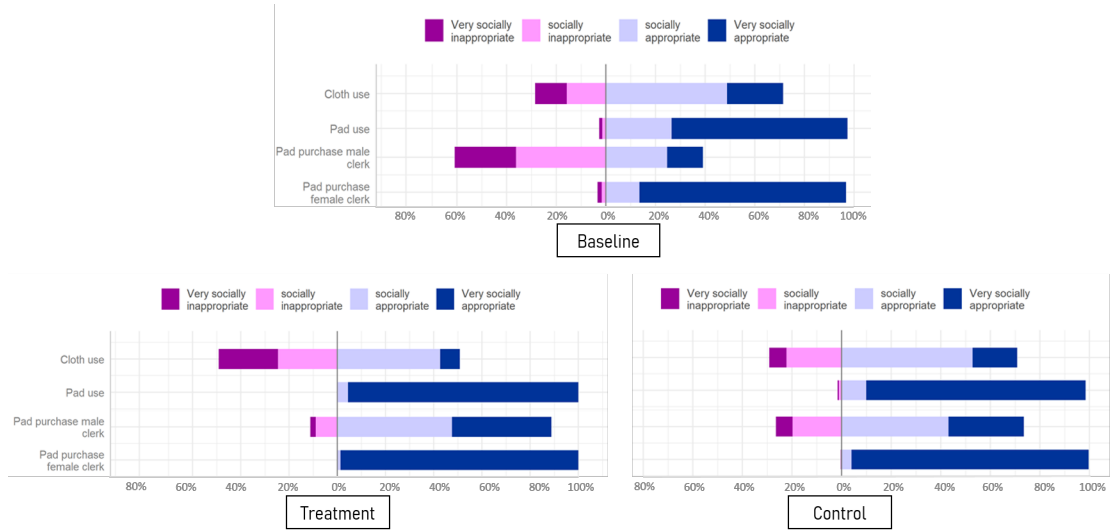 Very socially inappropriate
socially inappropriate
socially appropriate
Very socially appropriate
Cloth use
Pad use
Pad purchase male clerk
Pad purchase female clerk
80% 60% 40% 20% 0% 20% 40% 60% 80% 100%
Baseline
Very socially inappropriate
socially inappropriate
socially appropriate
Very socially appropriate
Cloth use
Pad use
Pad purchase male clerk
Pad purchase female clerk
80% 60% 40% 20% 0% 20% 40% 60% 80% 100%
Treatment
Very socially inappropriate
socially inappropriate
socially appropriate
Very socially appropriate
80% 60% 40% 20% 0% 20% 40% 60% 80% 100%
Control